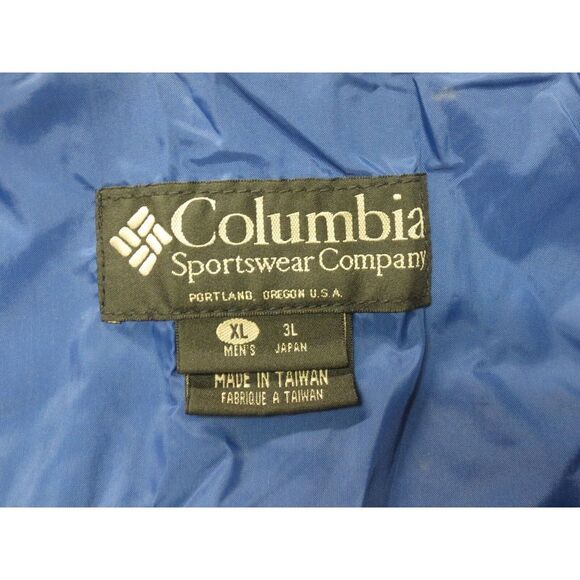 Columbia
Sportswear Company
PORTLAND, OREGON U.S.A.
XL 3L
MEN'S JAPAN
MADE IN TAIWAN
FABRIQUE A TAIWAN